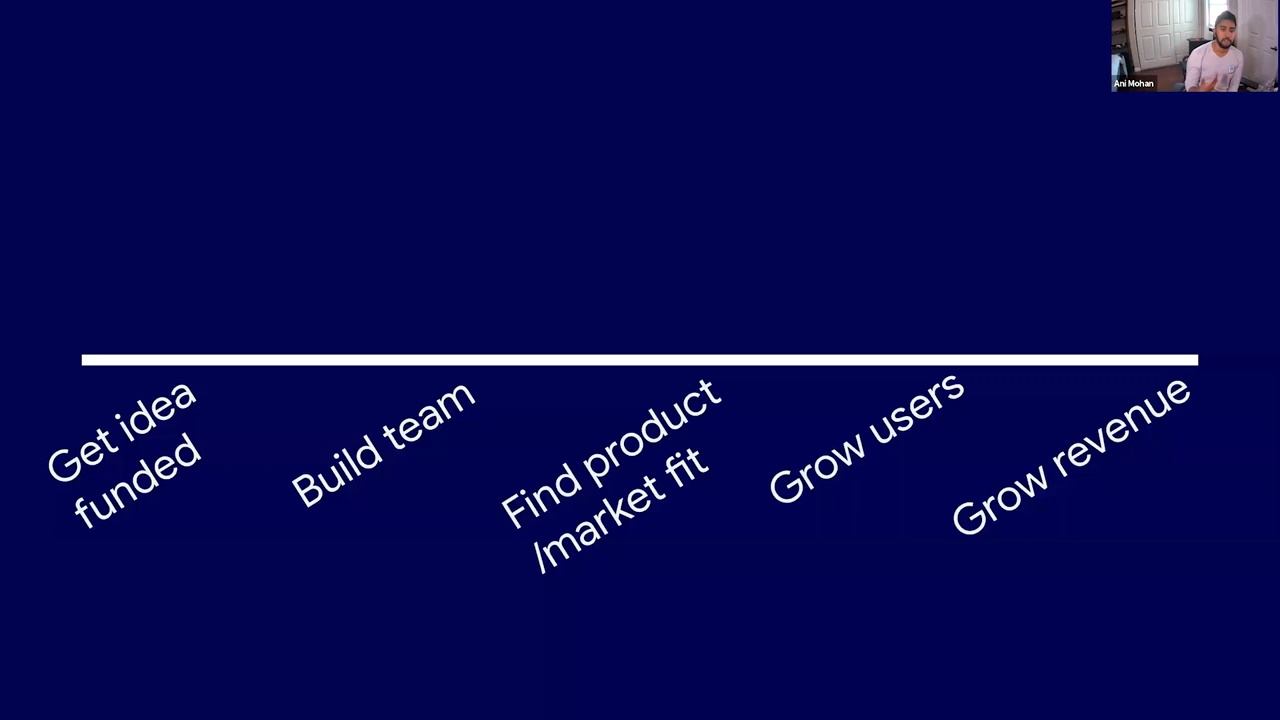 Ani Mohan
Get idea
funded
Build team
Find product
/market fit
Grow users
Grow revenue